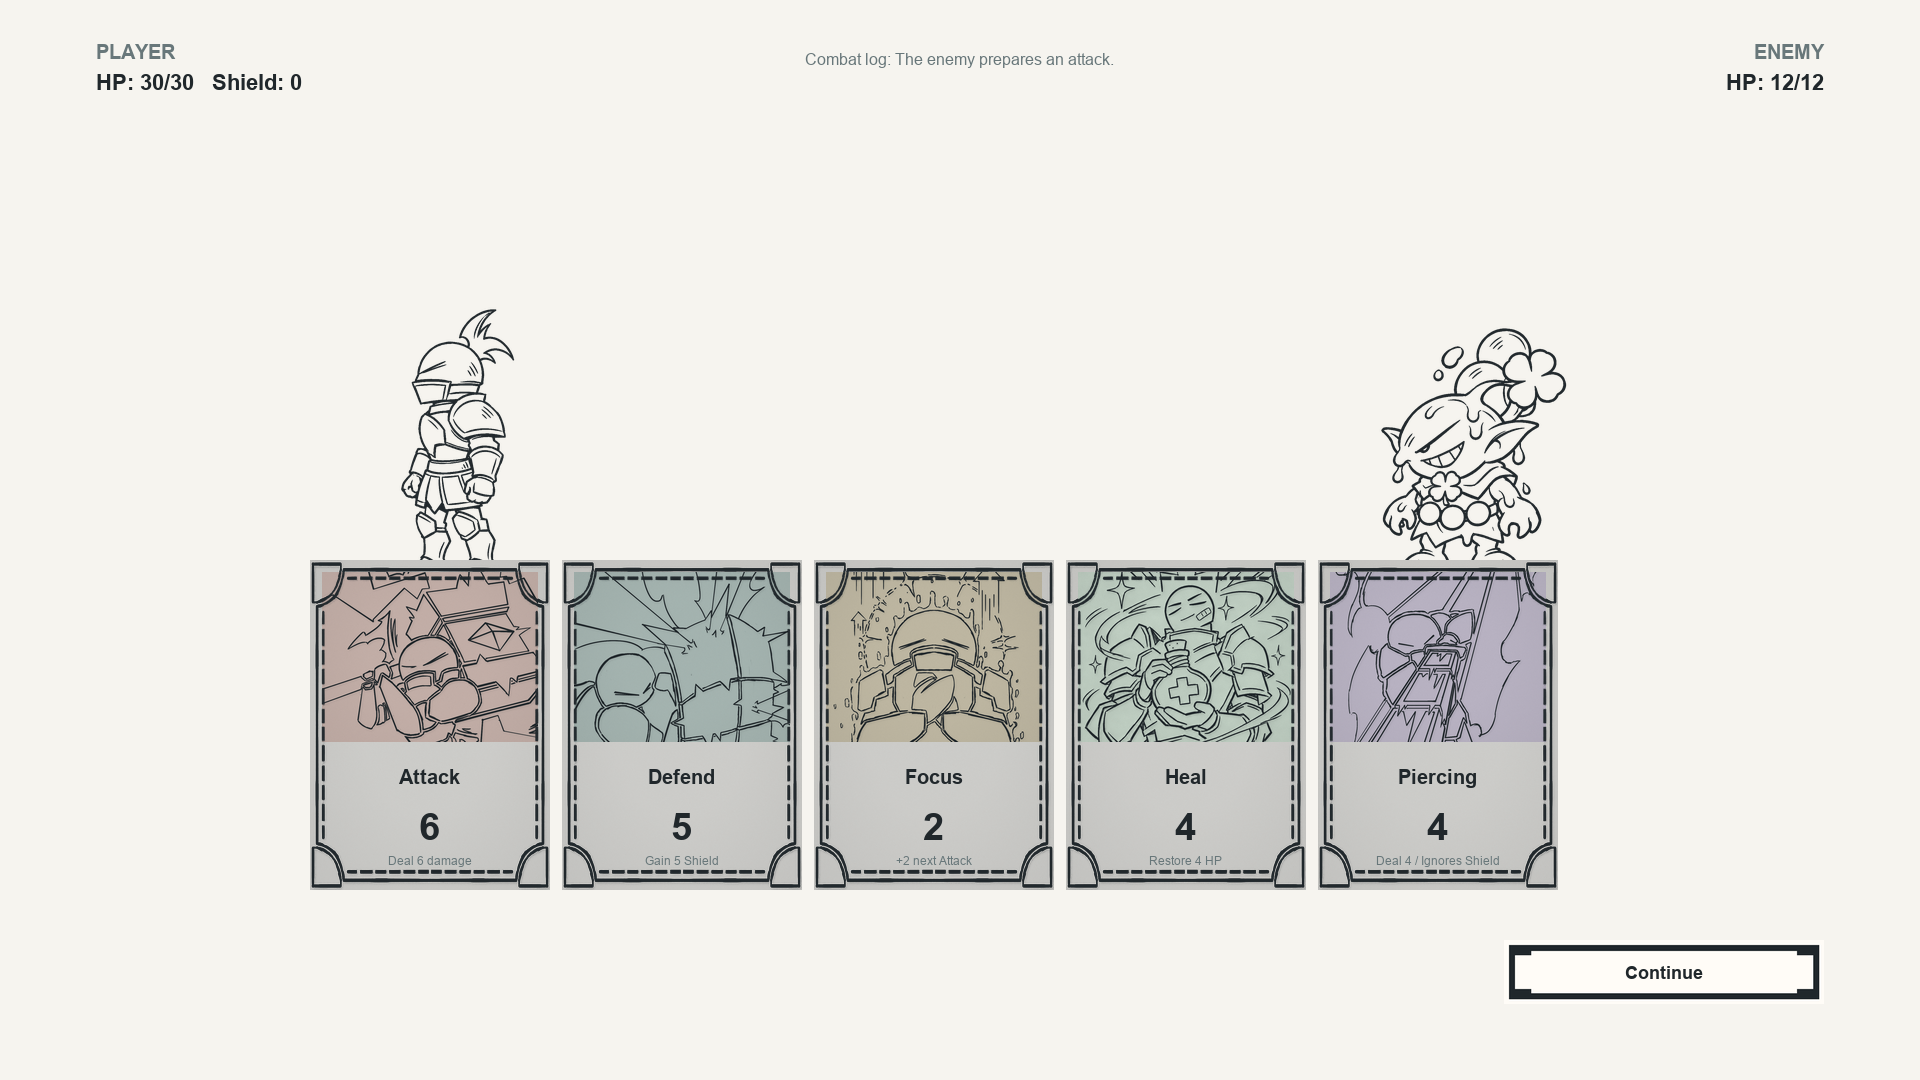 PLAYER
HP: 30/30 Shield: 0
Combat log: The enemy prepares an attack.
ENEMY
HP: 12/12
Attack
6
Deal 6 damage
Defend
5
Gain 5 Shield
Focus
2
+2 next Attack
Heal
4
Restore 4 HP
Piercing
4
Deal 4 / Ignores Shield
Continue